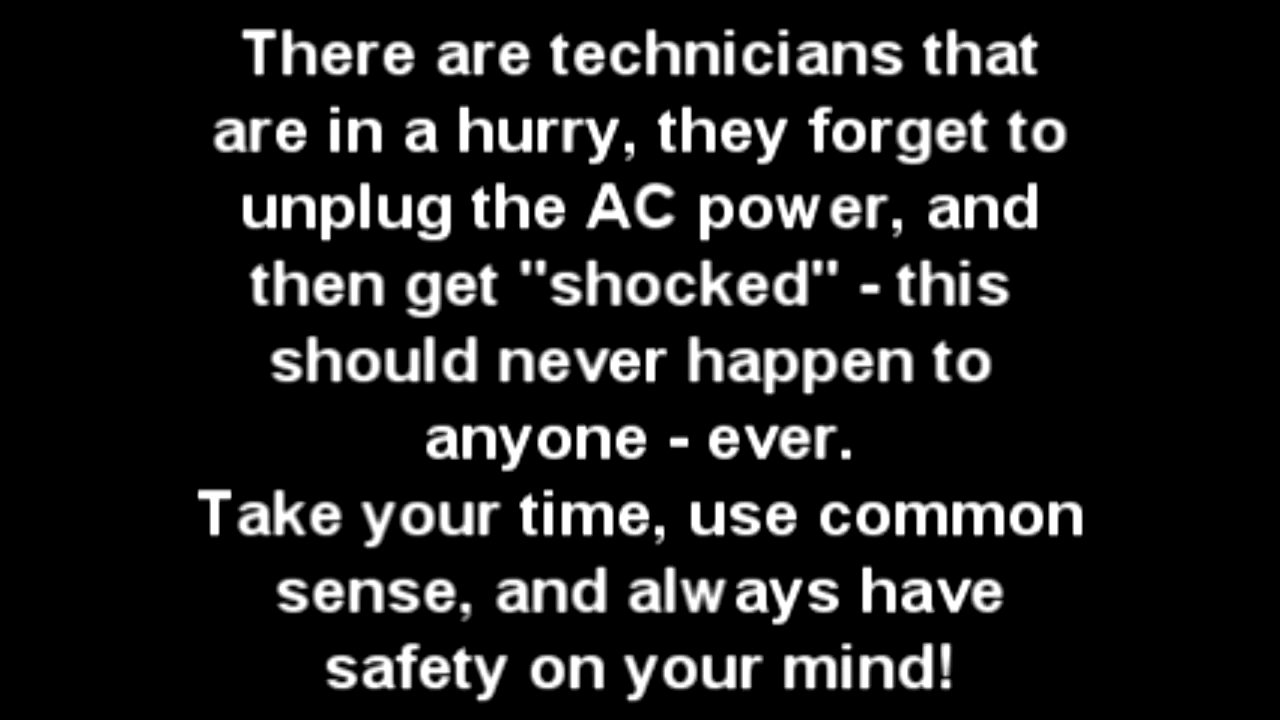 There are technicians that
are in a hurry, they forget to
unplug the AC power, and
then get "shocked" - this
should never happen to
anyone - ever.
Take your time, use common
sense, and always have
safety on your mind!